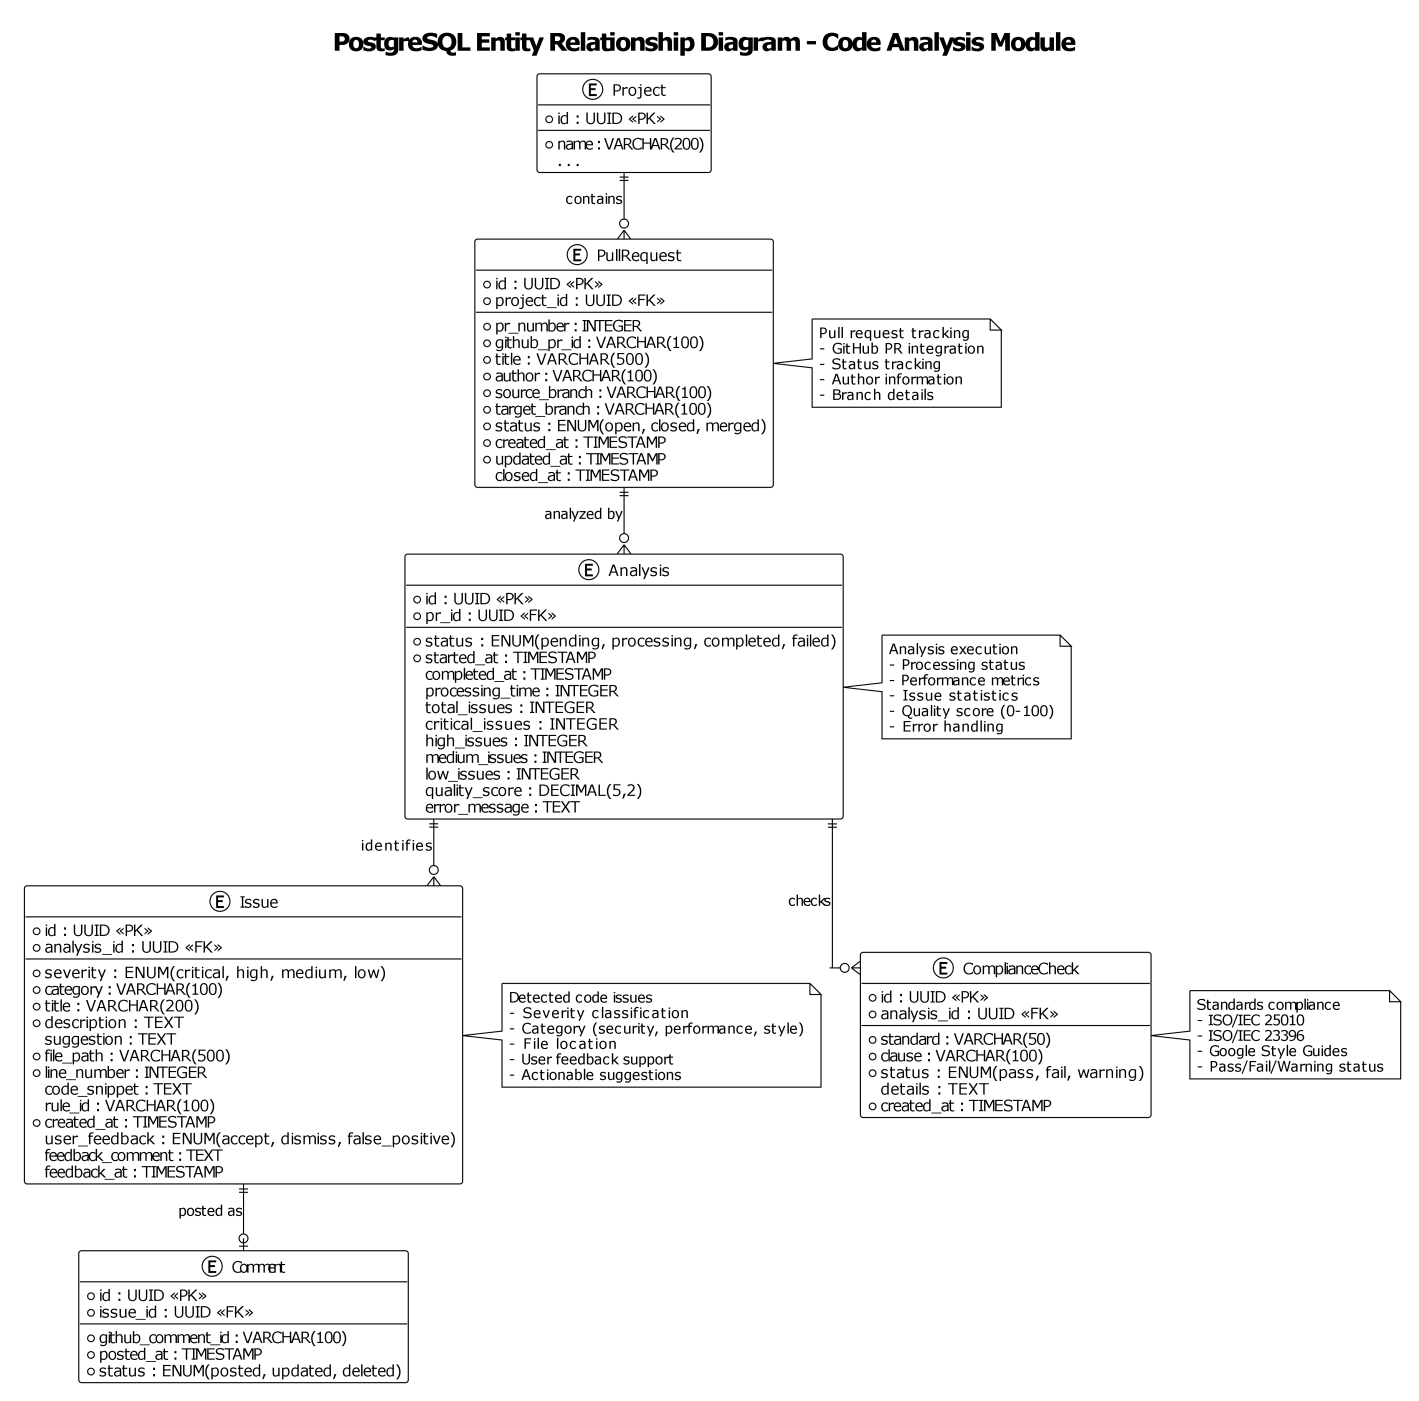 PostgreSQL Entity Relationship Diagram - Code Analysis Module
E Project
id : UUID «PK»
name : VARCHAR(200)
...
contains
E PullRequest
id : UUID «PK»
project_id : UUID «FK»
pr_number : INTEGER
github_pr_id : VARCHAR(100)
title : VARCHAR(500)
author : VARCHAR(100)
source_branch : VARCHAR(100)
target_branch : VARCHAR(100)
status : ENUM(open, closed, merged)
created_at : TIMESTAMP
updated_at : TIMESTAMP
closed_at : TIMESTAMP
Pull request tracking
- GitHub PR integration
- Status tracking
- Author information
- Branch details
analyzed by
E Analysis
id : UUID «PK»
pr_id : UUID «FK»
status : ENUM(pending, processing, completed, failed)
started_at : TIMESTAMP
completed_at : TIMESTAMP
processing_time : INTEGER
total_issues : INTEGER
critical_issues : INTEGER
high_issues : INTEGER
medium_issues : INTEGER
low_issues : INTEGER
quality_score : DECIMAL(5,2)
error_message : TEXT
Analysis execution
- Processing status
- Performance metrics
- Issue statistics
- Quality score (0-100)
- Error handling
identifies
checks
E Issue
id : UUID «PK»
analysis_id : UUID «FK»
severity : ENUM(critical, high, medium, low)
category : VARCHAR(100)
title : VARCHAR(200)
description : TEXT
suggestion : TEXT
file_path : VARCHAR(500)
line_number : INTEGER
code_snippet : TEXT
rule_id : VARCHAR(100)
created_at : TIMESTAMP
user_feedback : ENUM(accept, dismiss, false_positive)
feedback_comment : TEXT
feedback_at : TIMESTAMP
Detected code issues
- Severity classification
- Category (security, performance, style)
- File location
- User feedback support
- Actionable suggestions
E ComplianceCheck
id : UUID «PK»
analysis_id : UUID «FK»
standard : VARCHAR(50)
clause : VARCHAR(100)
status : ENUM(pass, fail, warning)
details : TEXT
created_at : TIMESTAMP
Standards compliance
- ISO/IEC 25010
- ISO/IEC 23396
- Google Style Guides
- Pass/Fail/Warning status
posted as
E Comment
id : UUID «PK»
issue_id : UUID «FK»
github_comment_id : VARCHAR(100)
posted_at : TIMESTAMP
status : ENUM(posted, updated, deleted)